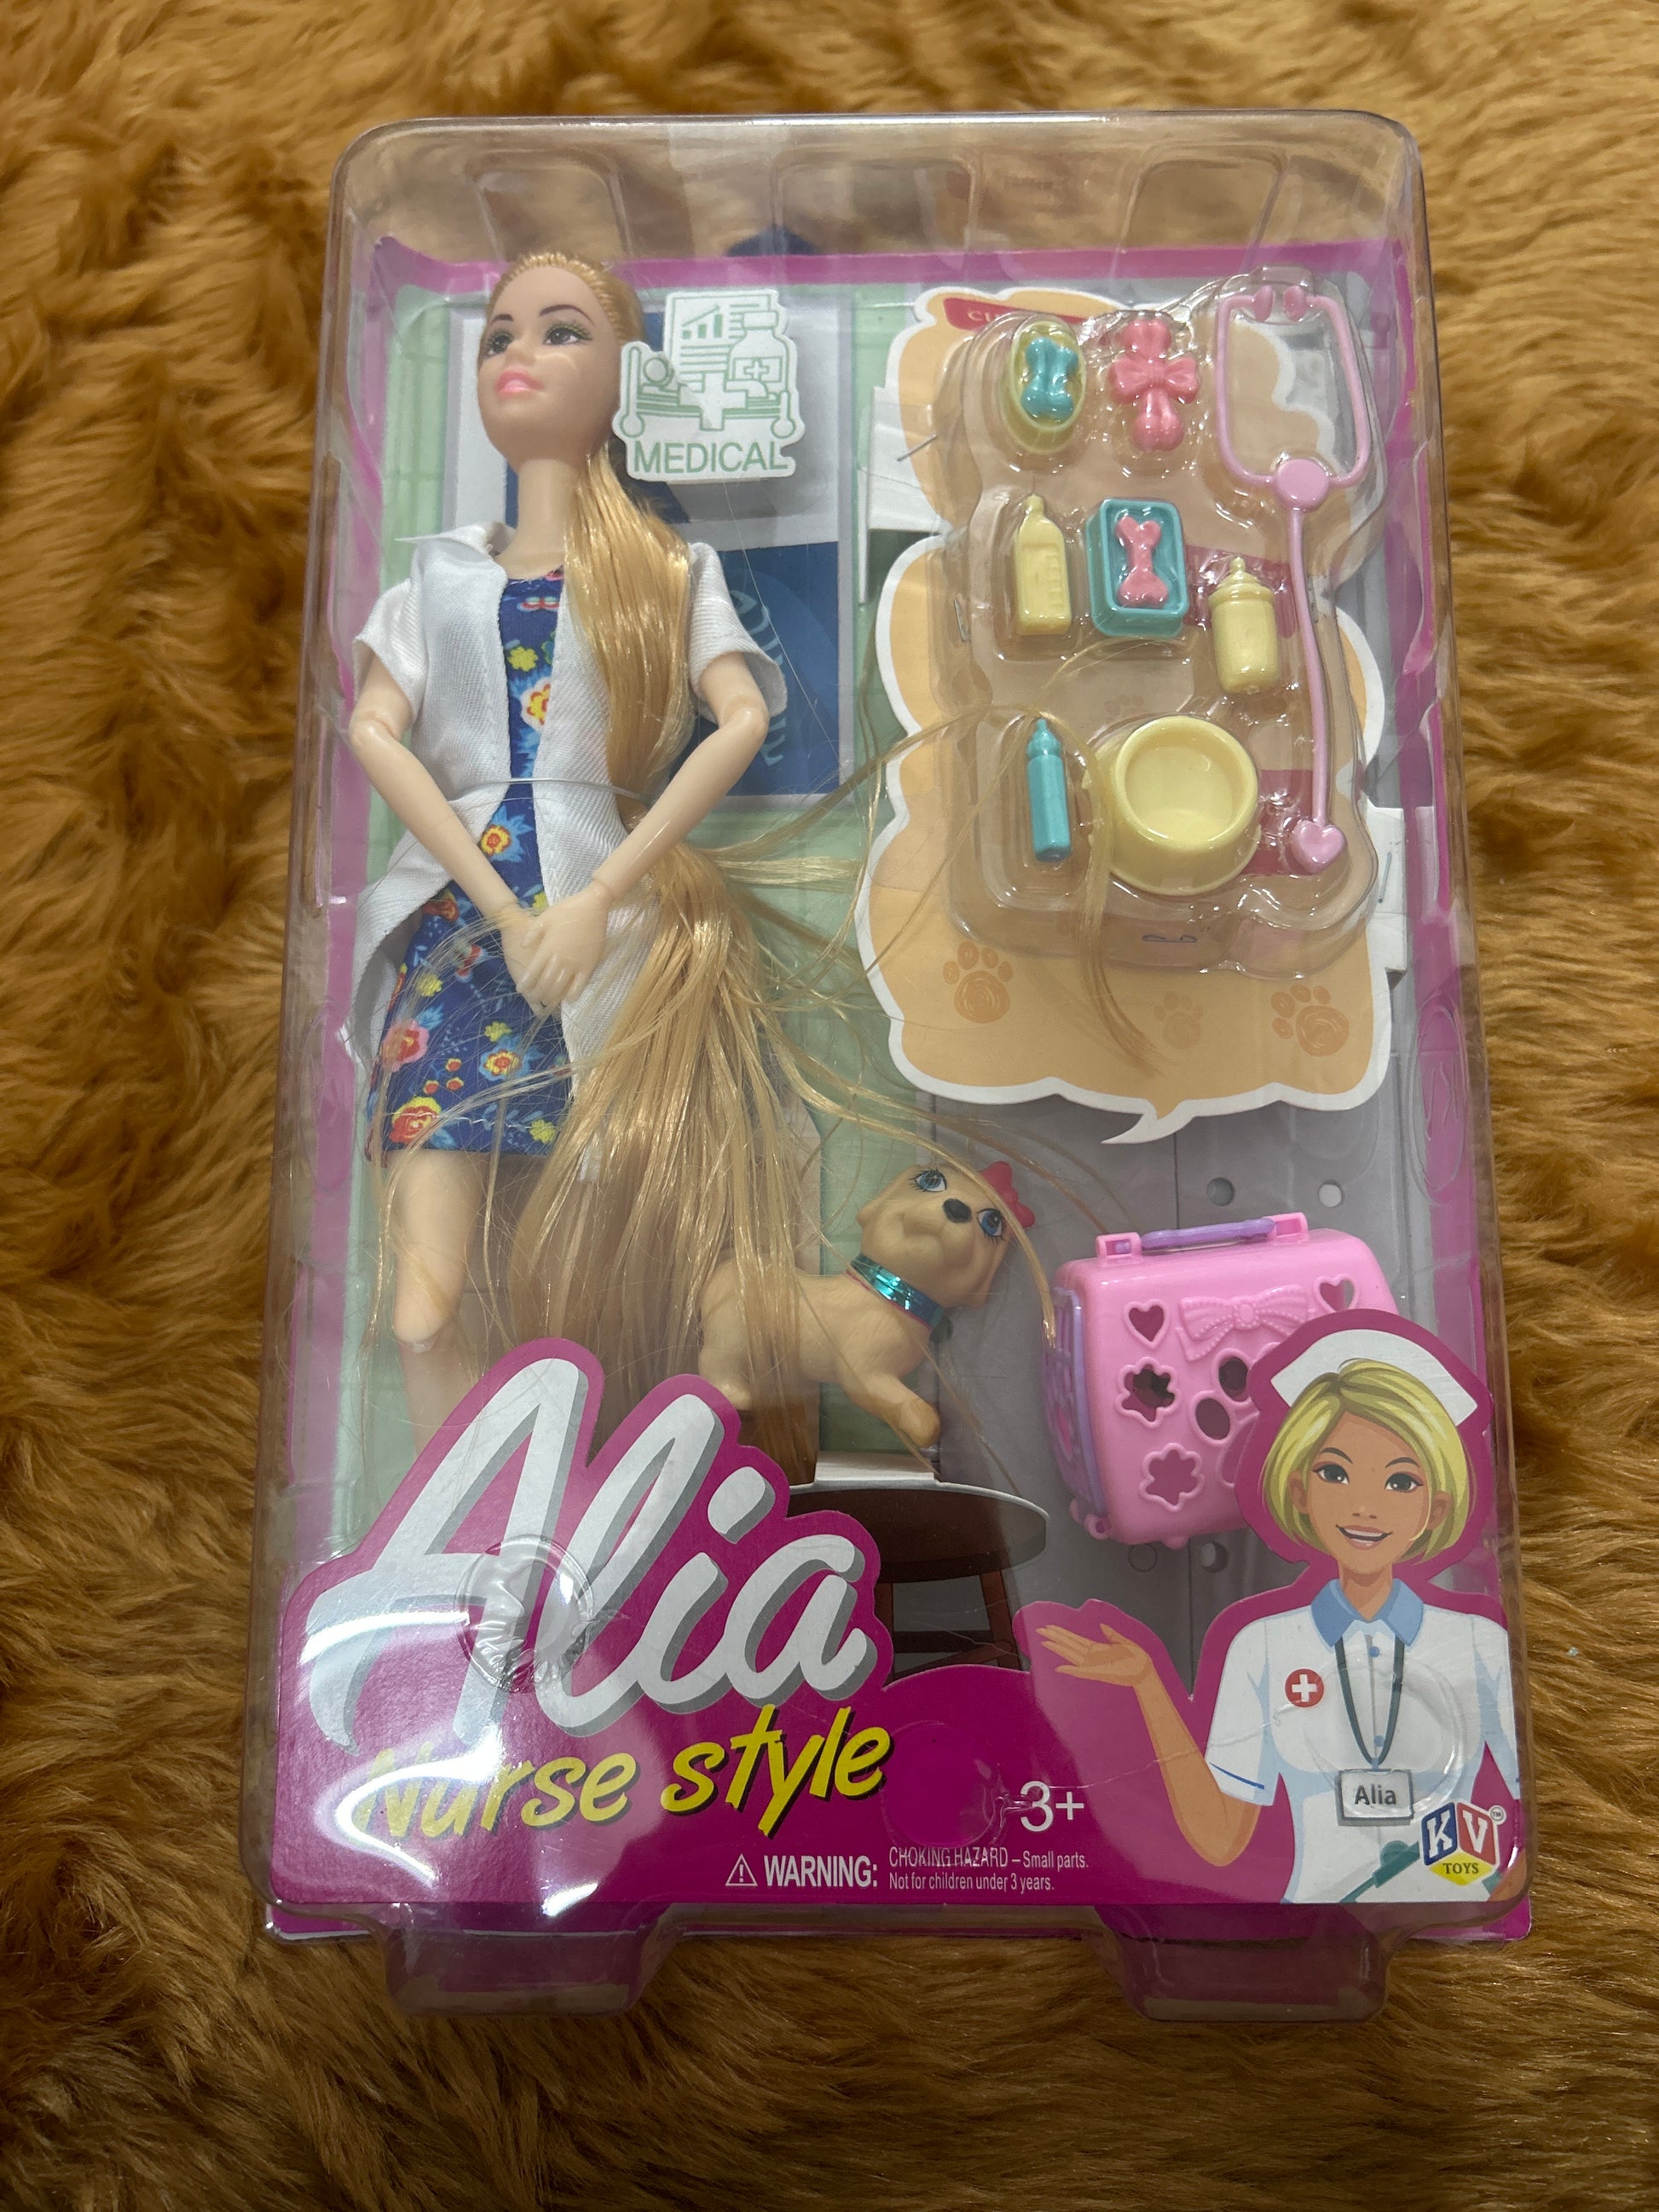 MEDICAL
Alia
Nurse style
3+
WARNING: CHOKING HAZARD – Small parts.
Not for children under 3 years.
Alia
KV
TM
TOYS